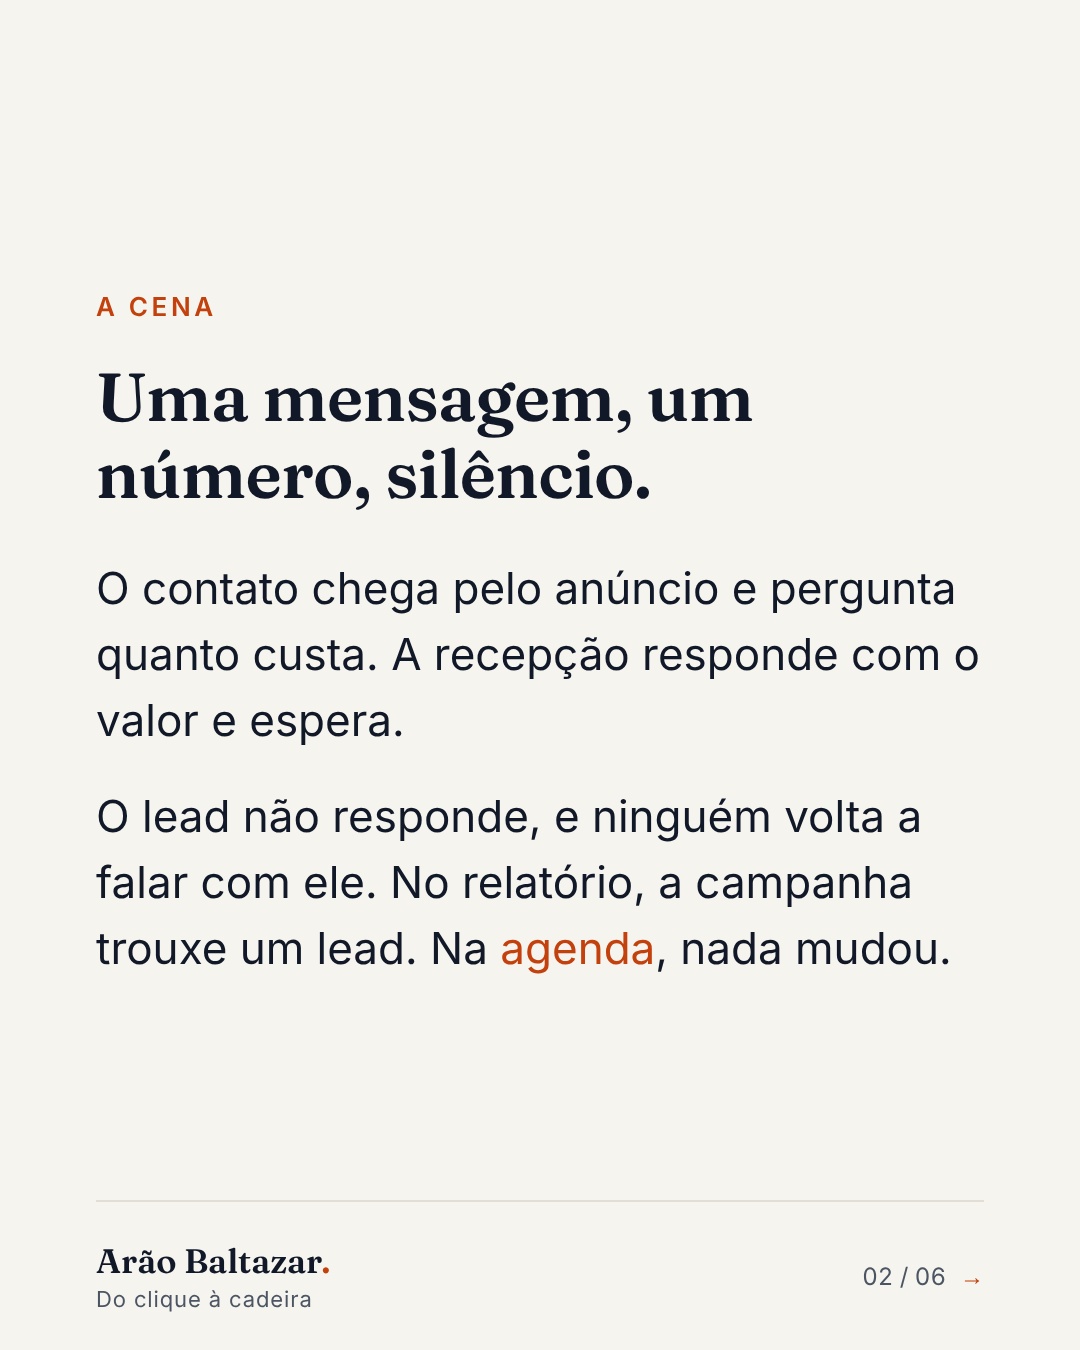 A CENA
Uma mensagem, um
número, silêncio.
O contato chega pelo anúncio e pergunta
quanto custa. A recepção responde com o
valor e espera.
O lead não responde, e ninguém volta a
falar com ele. No relatório, a campanha
trouxe um lead. Na agenda, nada mudou.
Arão Baltazar.
Do clique à cadeira
02 / 06 →